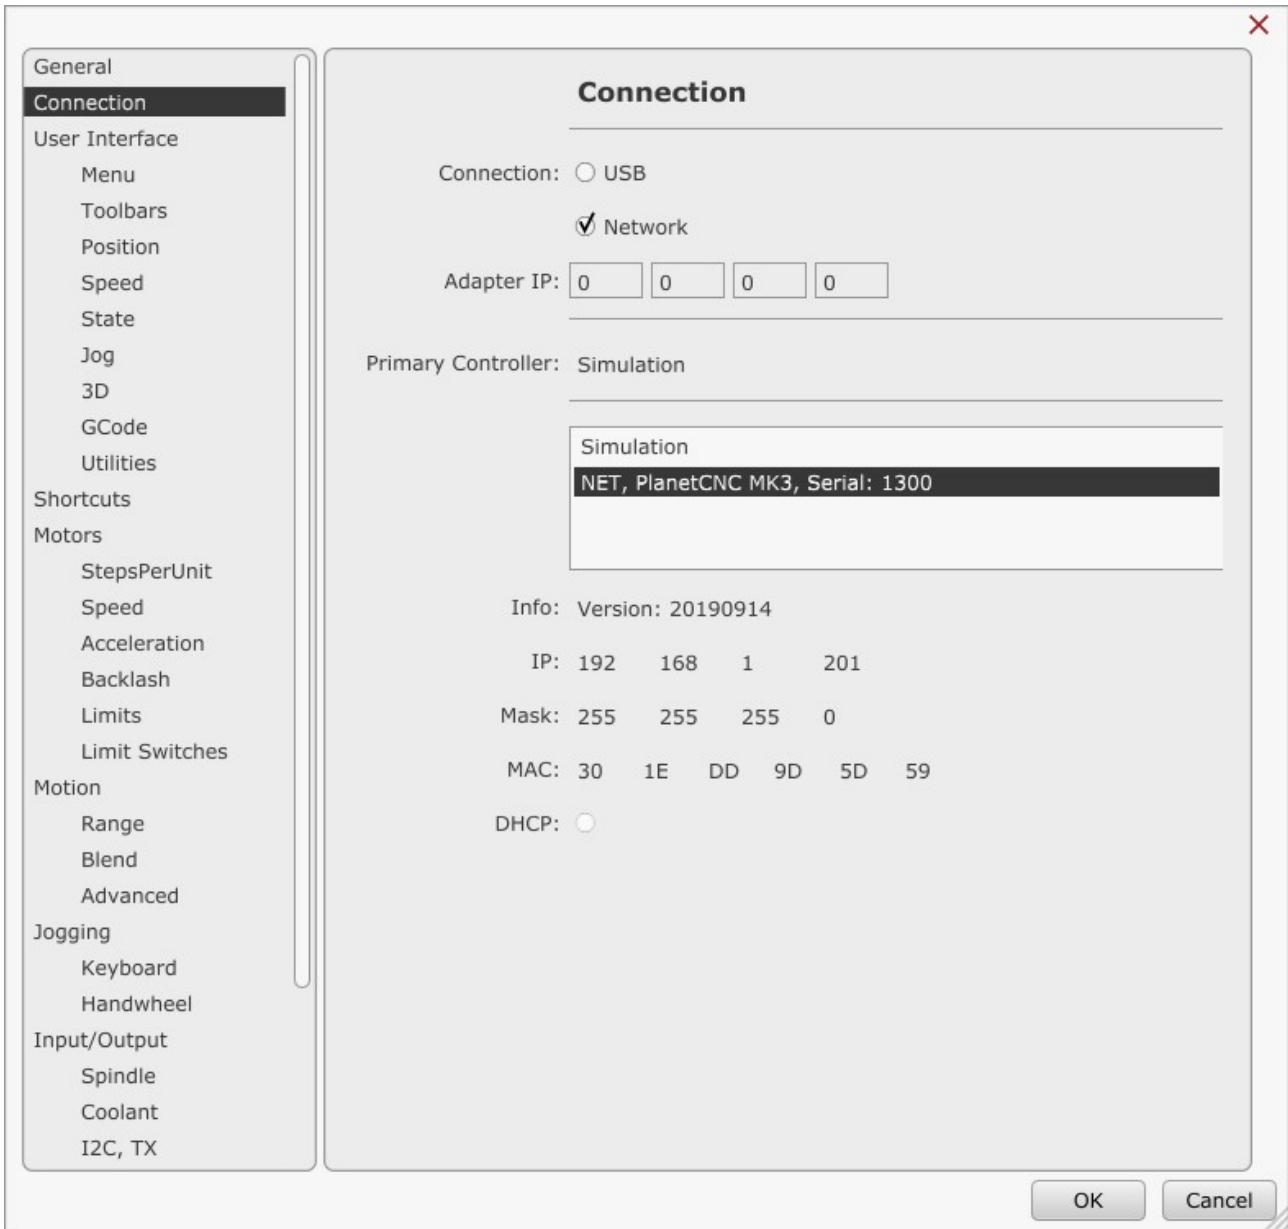 General
Connection
User Interface
Menu
Toolbars
Position
Speed
State
Jog
3D
GCode
Utilities
Shortcuts
Motors
StepsPerUnit
Speed
Acceleration
Backlash
Limits
Limit Switches
Motion
Range
Blend
Advanced
Jogging
Keyboard
Handwheel
Input/Output
Spindle
Coolant
I2C, TX
Connection
Connection: USB
Network
Adapter IP: 0 0 0 0
Primary Controller: Simulation
Simulation
NET, PlanetCNC MK3, Serial: 1300
Info: Version: 20190914
IP: 192 168 1 201
Mask: 255 255 255 0
MAC: 30 1E DD 9D 5D 59
DHCP:
OK Cancel